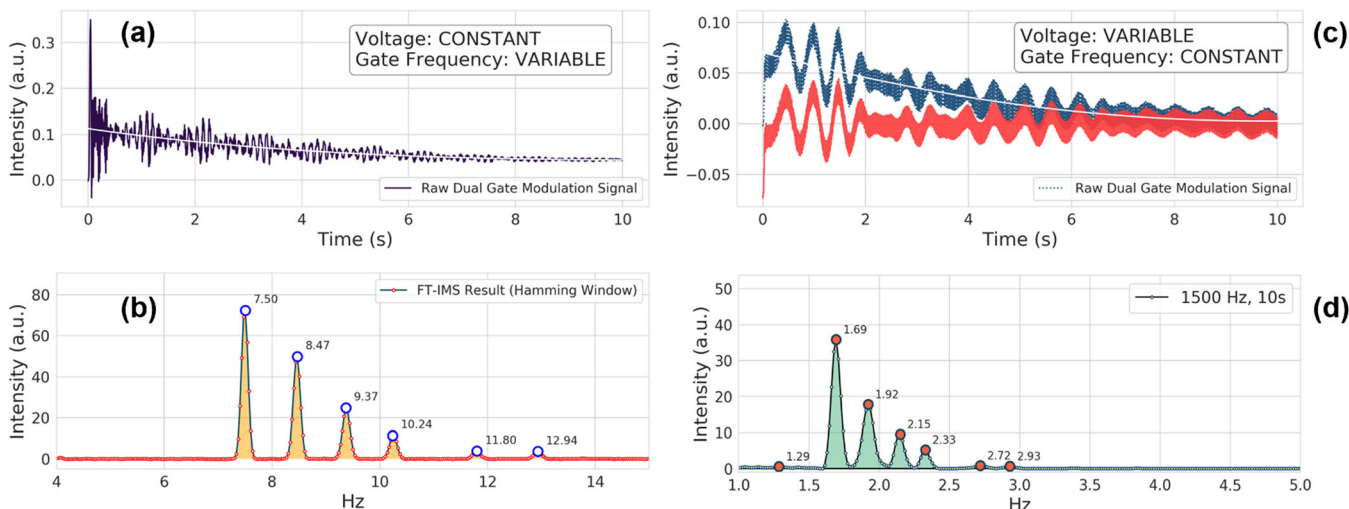 (a)
Voltage: CONSTANT
Gate Frequency: VARIABLE
Intensity (a.u.)
0.3
0.2
0.1
0.0
Raw Dual Gate Modulation Signal
0 2 4 6 8 10
Time (s)
(c)
Voltage: VARIABLE
Gate Frequency: CONSTANT
Intensity (a.u.)
0.10
0.05
0.00
−0.05
Raw Dual Gate Modulation Signal
0 2 4 6 8 10
Time (s)
(b)
FT-IMS Result (Hamming Window)
Intensity (a.u.)
80
60
40
20
0
7.50
8.47
9.37
10.24
11.80
12.94
4 6 8 10 12 14
Hz
(d)
1500 Hz, 10s
Intensity (a.u.)
50
40
30
20
10
0
1.29
1.69
1.92
2.15
2.33
2.72
2.93
1.0 1.5 2.0 2.5 3.0 3.5 4.0 4.5 5.0
Hz